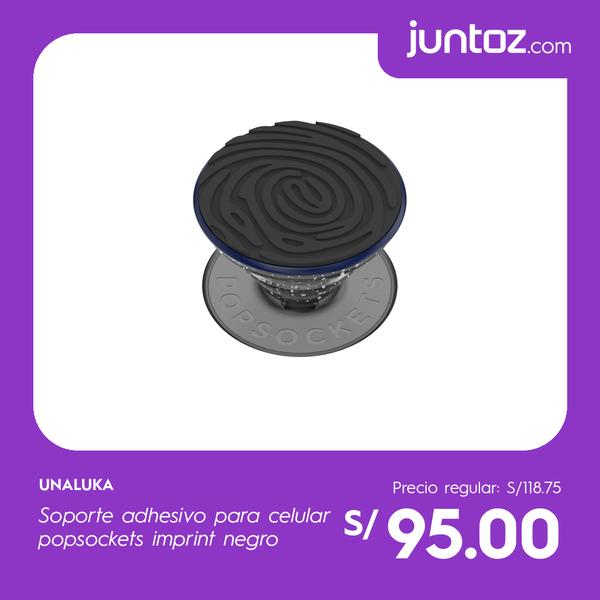 juntoz.com
POPSOCKETS
UNALUKA
Soporte adhesivo para celular
popsockets imprint negro
Precio regular: S/118.75
S/ 95.00